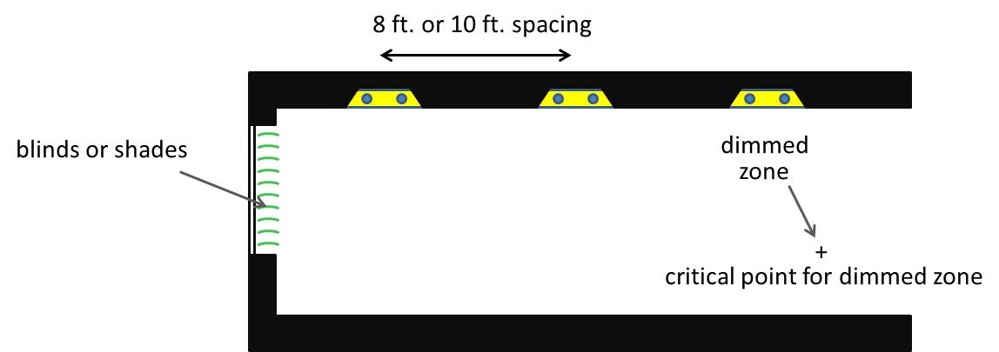 8 ft. or 10 ft. spacing
blinds or shades
dimmed
zone
+
critical point for dimmed zone